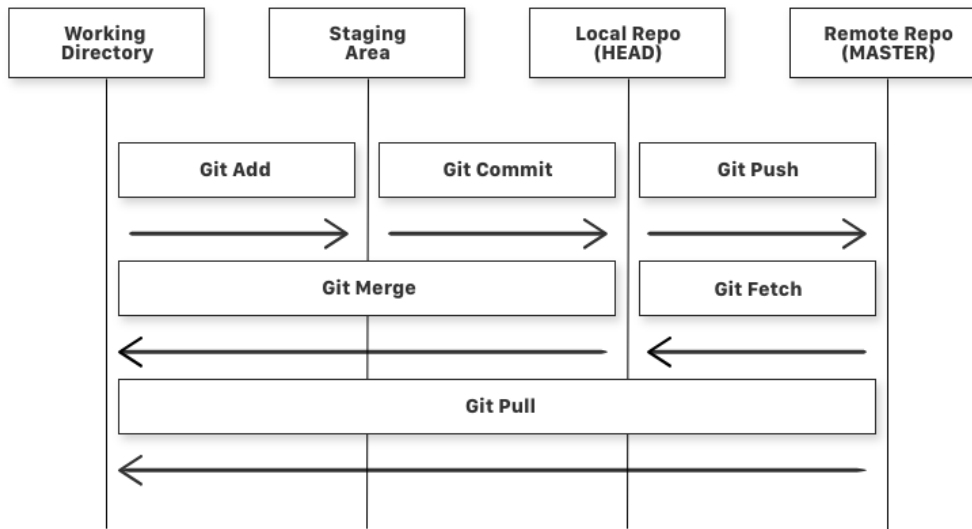 Working
Directory
Staging
Area
Local Repo
(HEAD)
Remote Repo
(MASTER)
Git Add
Git Commit
Git Push
Git Merge
Git Fetch
Git Pull